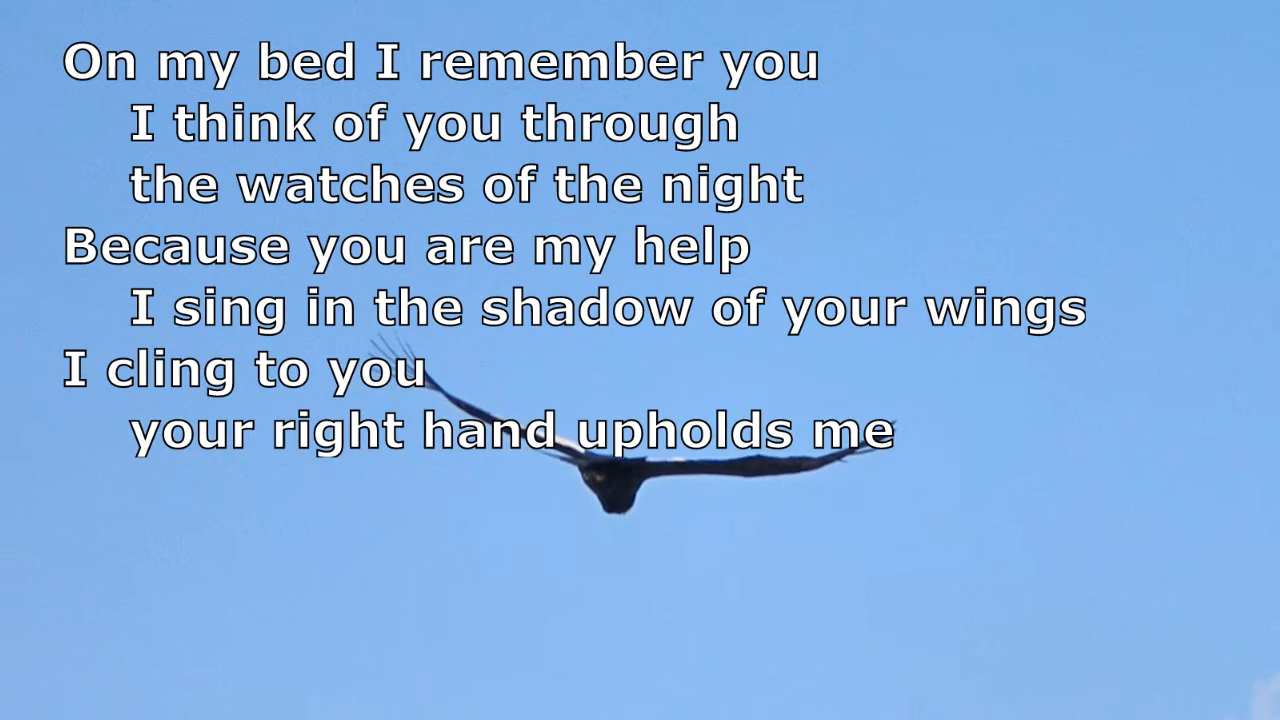 On my bed I remember you
I think of you through
the watches of the night
Because you are my help
I sing in the shadow of your wings
I cling to you
your right hand upholds me